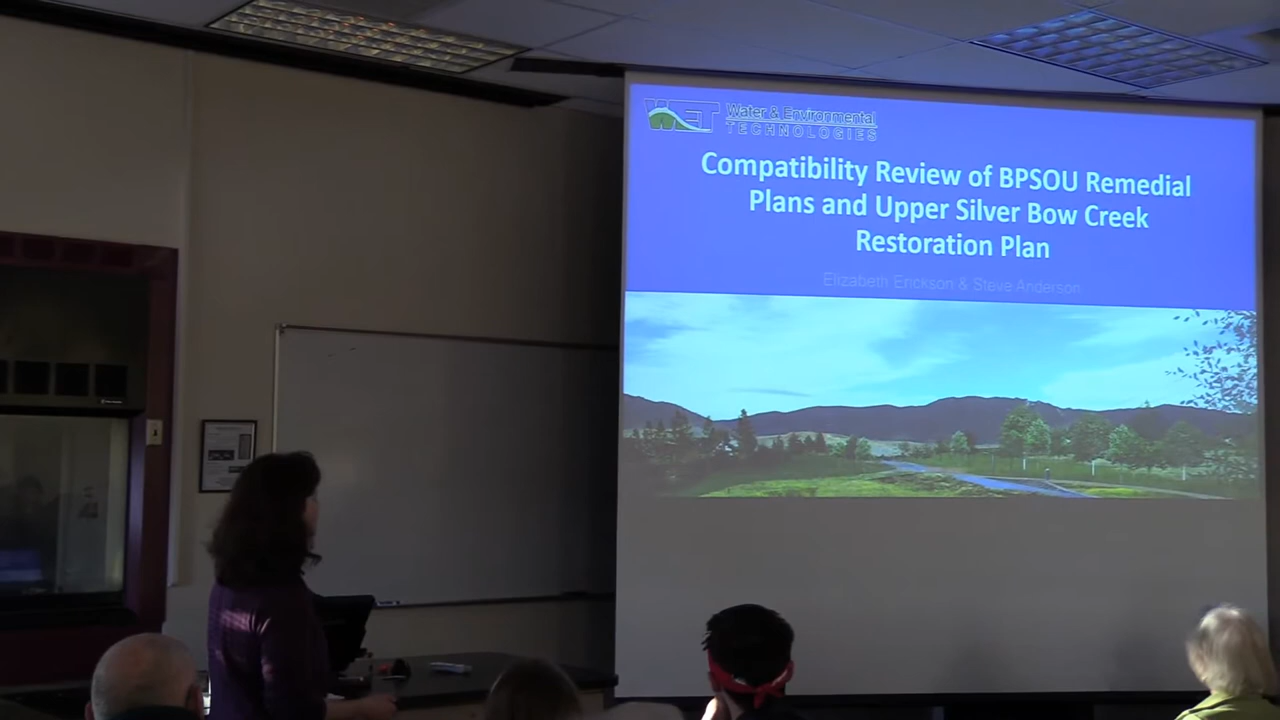 WET Water & Environmental
TECHNOLOGIES
Compatibility Review of BPSOU Remedial
Plans and Upper Silver Bow Creek
Restoration Plan
Elizabeth Erickson & Steve Anderson